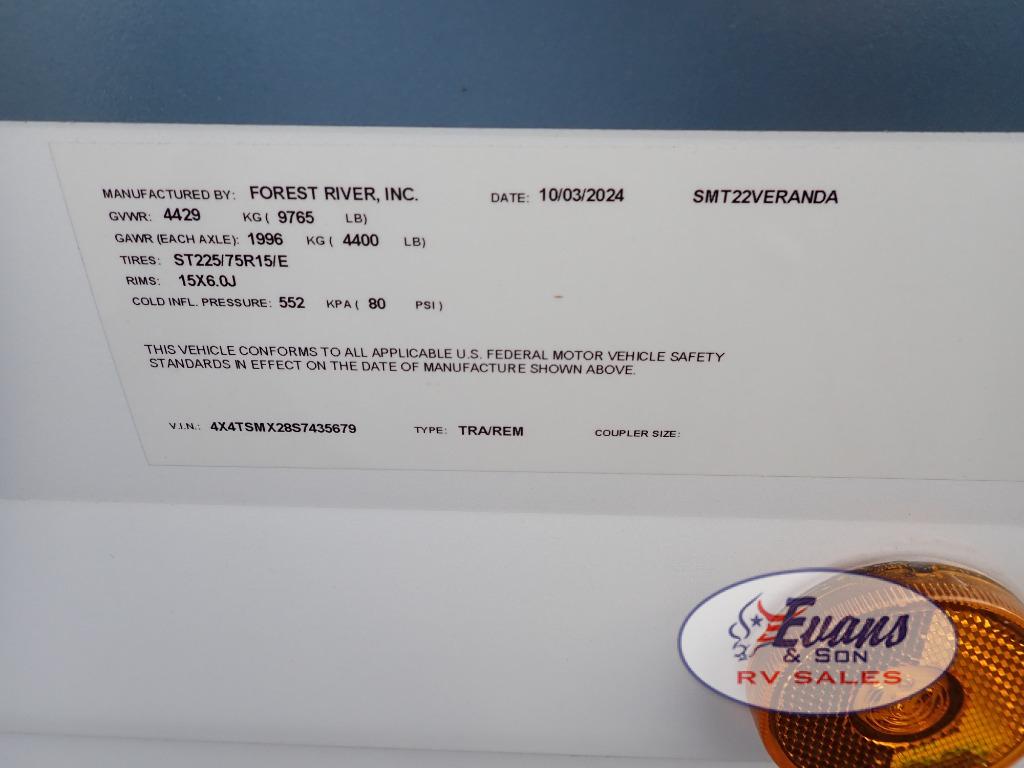 MANUFACTURED BY: FOREST RIVER, INC. DATE: 10/03/2024 SMT22VERANDA
GVWR: 4429 KG ( 9765 LB)
GAWR (EACH AXLE): 1996 KG ( 4400 LB)
TIRES: ST225/75R15/E
RIMS: 15X6.0J
COLD INFL. PRESSURE: 552 KPA ( 80 PSI )
THIS VEHICLE CONFORMS TO ALL APPLICABLE U.S. FEDERAL MOTOR VEHICLE SAFETY
STANDARDS IN EFFECT ON THE DATE OF MANUFACTURE SHOWN ABOVE.
V.I.N.: 4X4TSMX28S7435679 TYPE: TRA/REM COUPLER SIZE:
Evans
& SON
RV SALES